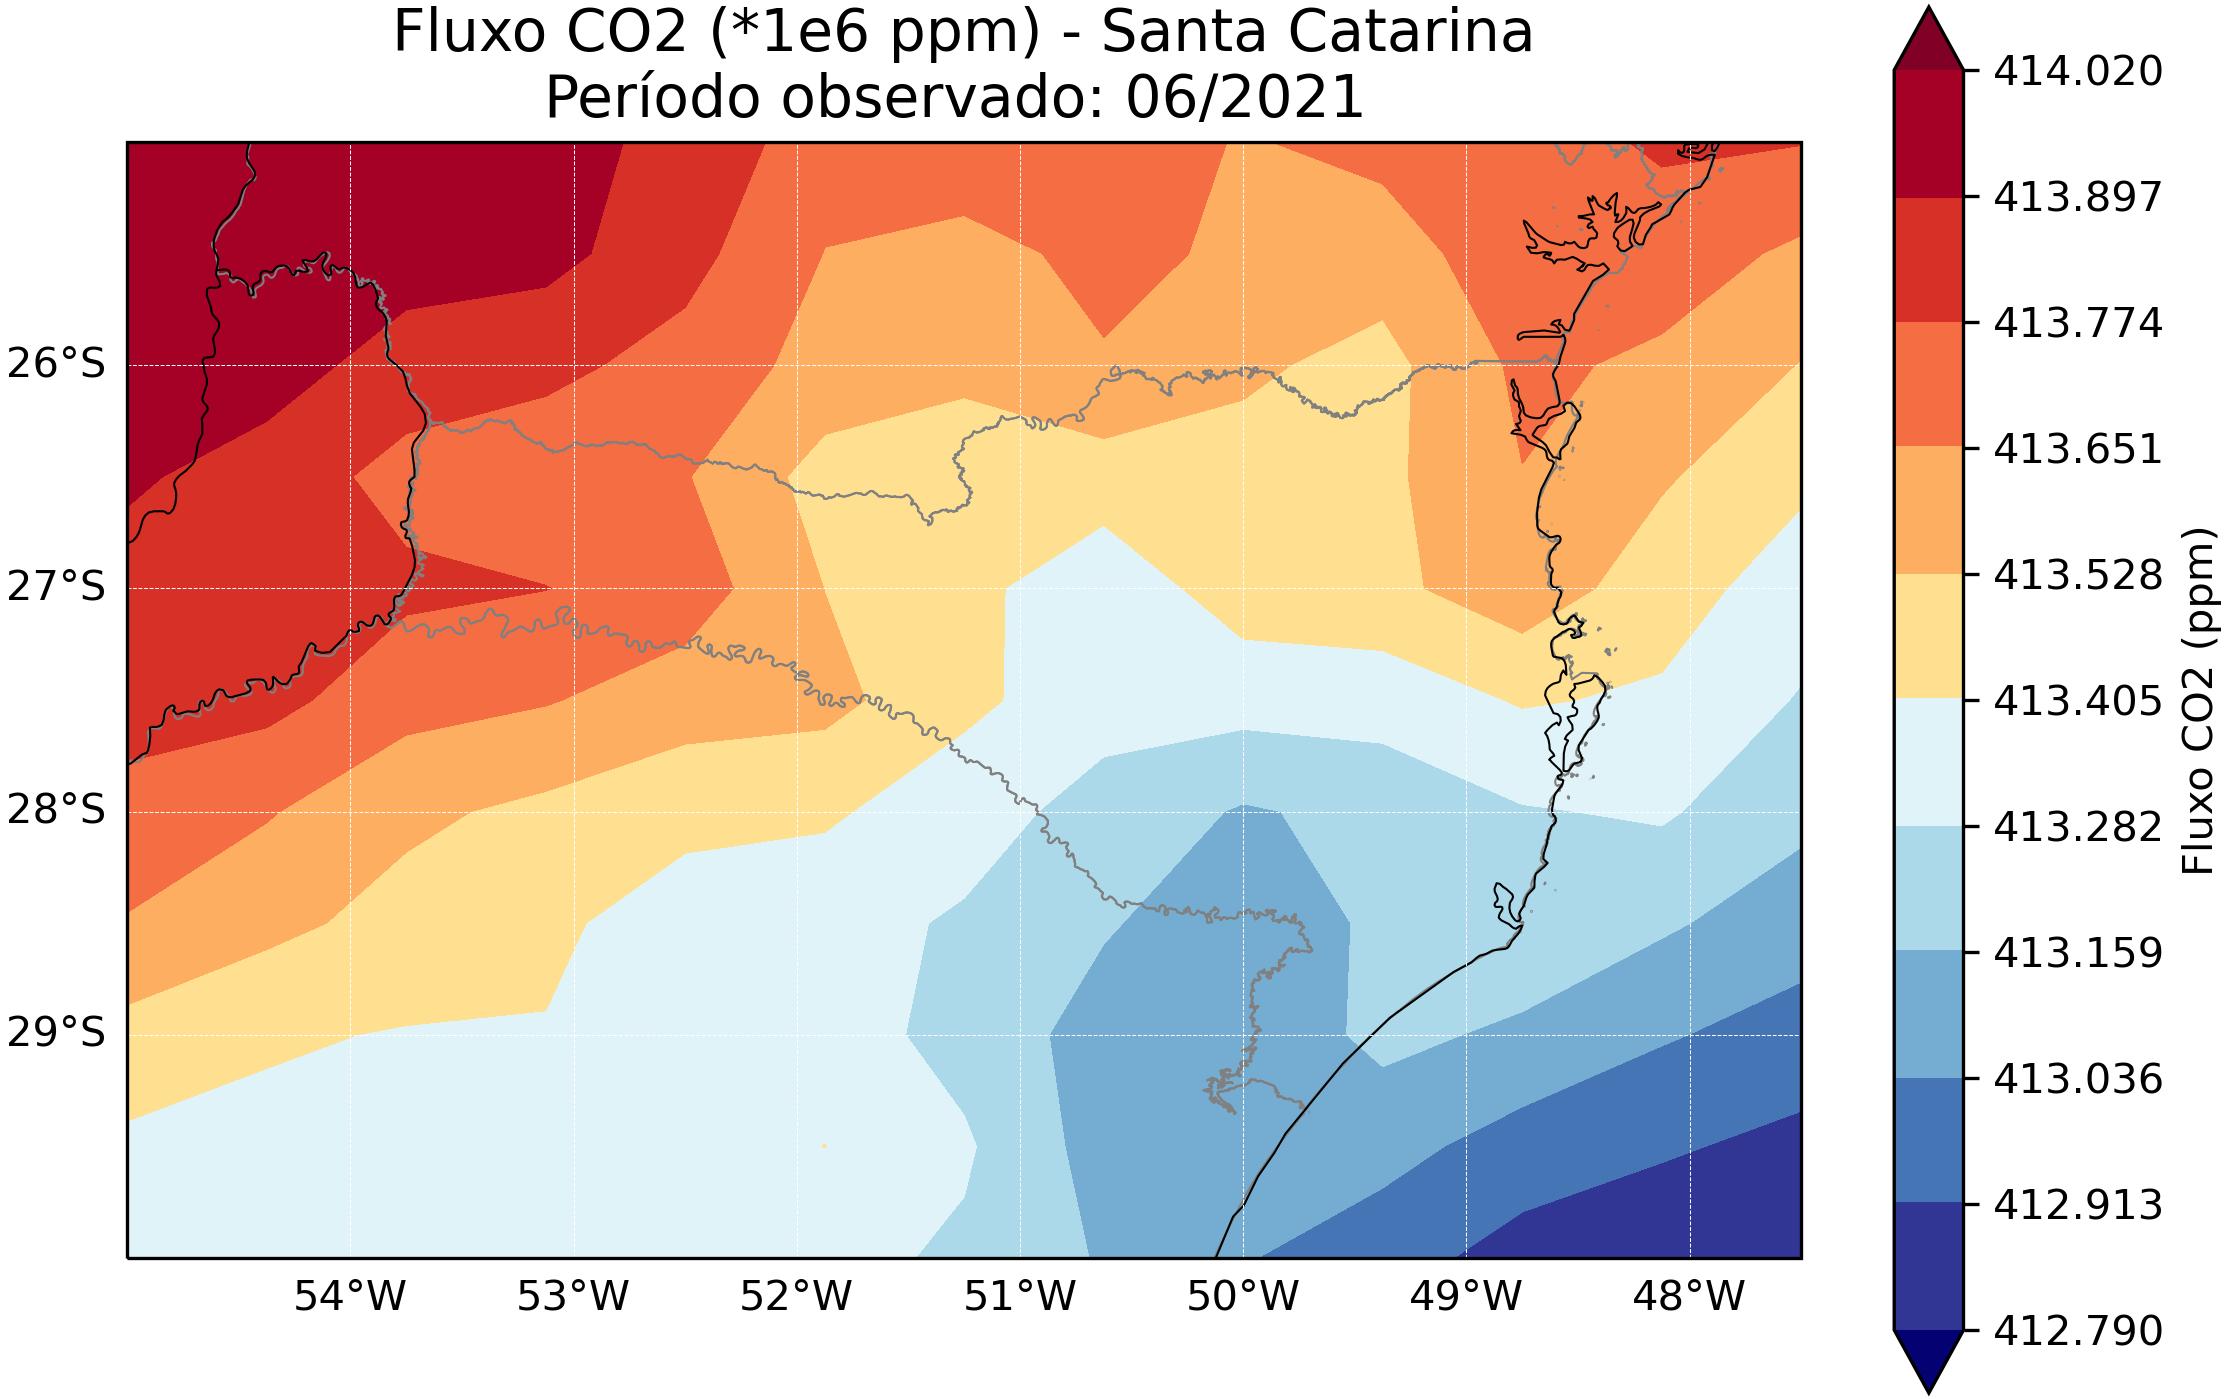 Fluxo CO2 (*1e6 ppm) - Santa Catarina
Período observado: 06/2021
26°S
27°S
28°S
29°S
54°W
53°W
52°W
51°W
50°W
49°W
48°W
414.020
413.897
413.774
413.651
413.528
413.405
413.282
413.159
413.036
412.913
412.790
Fluxo CO2 (ppm)